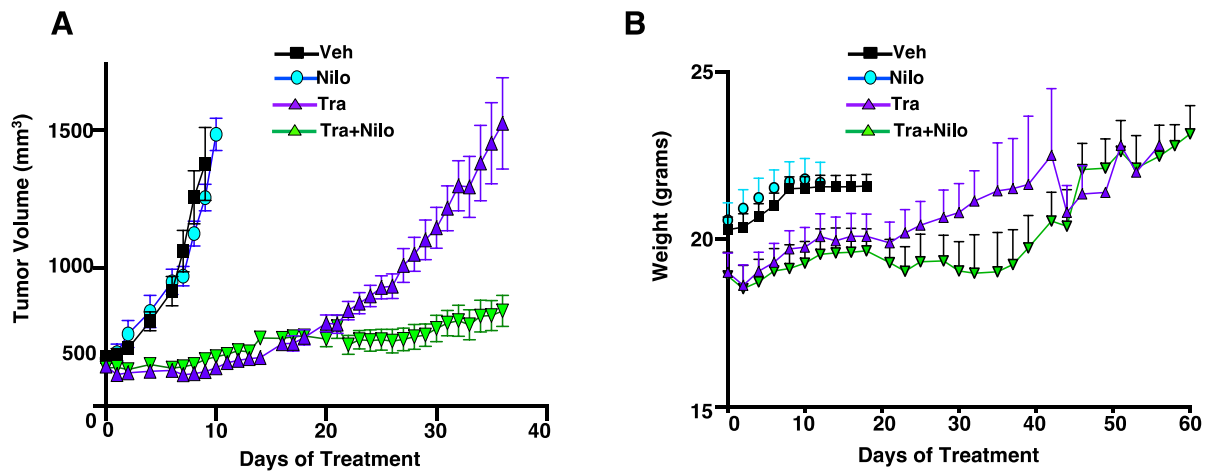 A
Veh
Nilo
Tra
Tra+Nilo
Tumor Volume (mm³)
1500
1000
500
0
0 10 20 30 40
Days of Treatment
B
Veh
Nilo
Tra
Tra+Nilo
Weight (grams)
25
20
15
0 10 20 30 40 50 60
Days of Treatment